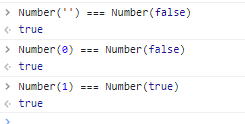 > Number('') === Number(false)
< true
> Number(0) === Number(false)
< true
> Number(1) === Number(true)
< true
>